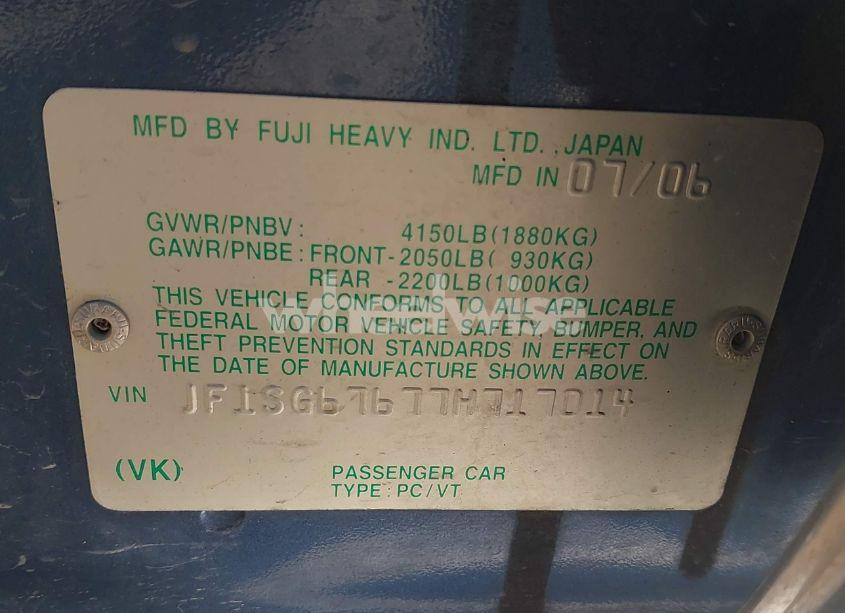 MFD BY FUJI HEAVY IND. LTD. JAPAN
MFD IN 07/06
GVWR/PNBV: 4150LB(1880KG)
GAWR/PNBE: FRONT-2050LB( 930KG)
REAR -2200LB(1000KG)
THIS VEHICLE CONFORMS TO ALL APPLICABLE
FEDERAL MOTOR VEHICLE SAFETY, BUMPER, AND
THEFT PREVENTION STANDARDS IN EFFECT ON
THE DATE OF MANUFACTURE SHOWN ABOVE.
VIN JF1SG67677H717014
(VK) PASSENGER CAR
TYPE: PC/VT